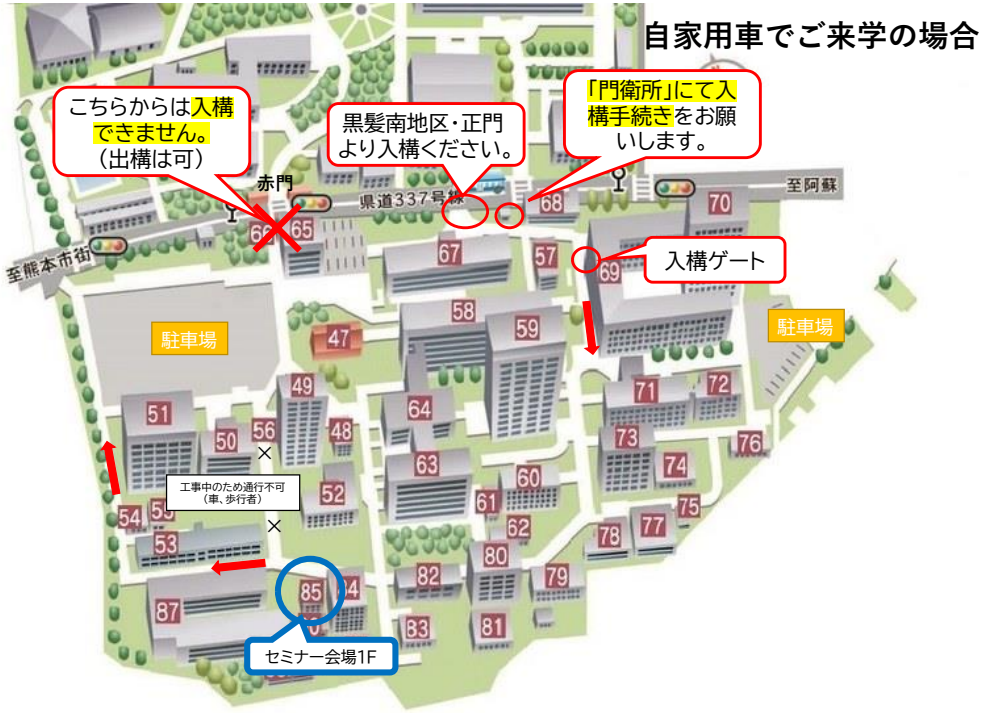 自家用車でご来学の場合
こちらからは入構
できません。
（出構は可）
黒髪南地区・正門
より入構ください。
「門衛所」にて入
構手続きをお願
いします。
赤門
県道337号線
至阿蘇
至熊本市街
入構ゲート
駐車場
駐車場
66
65
67
57
68
69
70
47
58
59
51
50
56
49
48
64
71
72
63
73
74
76
工事中のため通行不可
（車、歩行者）
52
60
61
62
54
53
75
77
78
80
82
79
85
87
83
81
セミナー会場1F